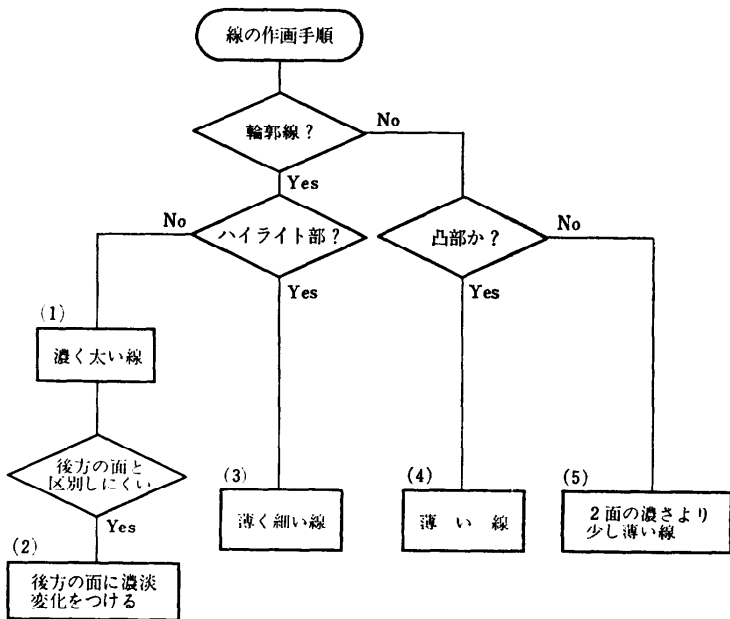 線の作画手順
輪郭線？
No
Yes
No
ハイライト部？
凸部か？
No
Yes
Yes
(1)
濃く太い線
後方の面と
区別しにくい
(3)
(4)
(5)
薄く細い線
薄い線
2面の濃さより
少し薄い線
Yes
(2)
後方の面に濃淡
変化をつける